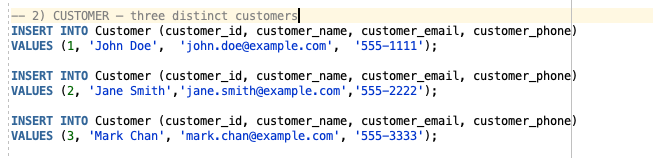 -- 2) CUSTOMER – three distinct customers
INSERT INTO Customer (customer_id, customer_name, customer_email, customer_phone)
VALUES (1, 'John Doe',  'john.doe@example.com',  '555-1111');
INSERT INTO Customer (customer_id, customer_name, customer_email, customer_phone)
VALUES (2, 'Jane Smith','jane.smith@example.com','555-2222');
INSERT INTO Customer (customer_id, customer_name, customer_email, customer_phone)
VALUES (3, 'Mark Chan', 'mark.chan@example.com', '555-3333');